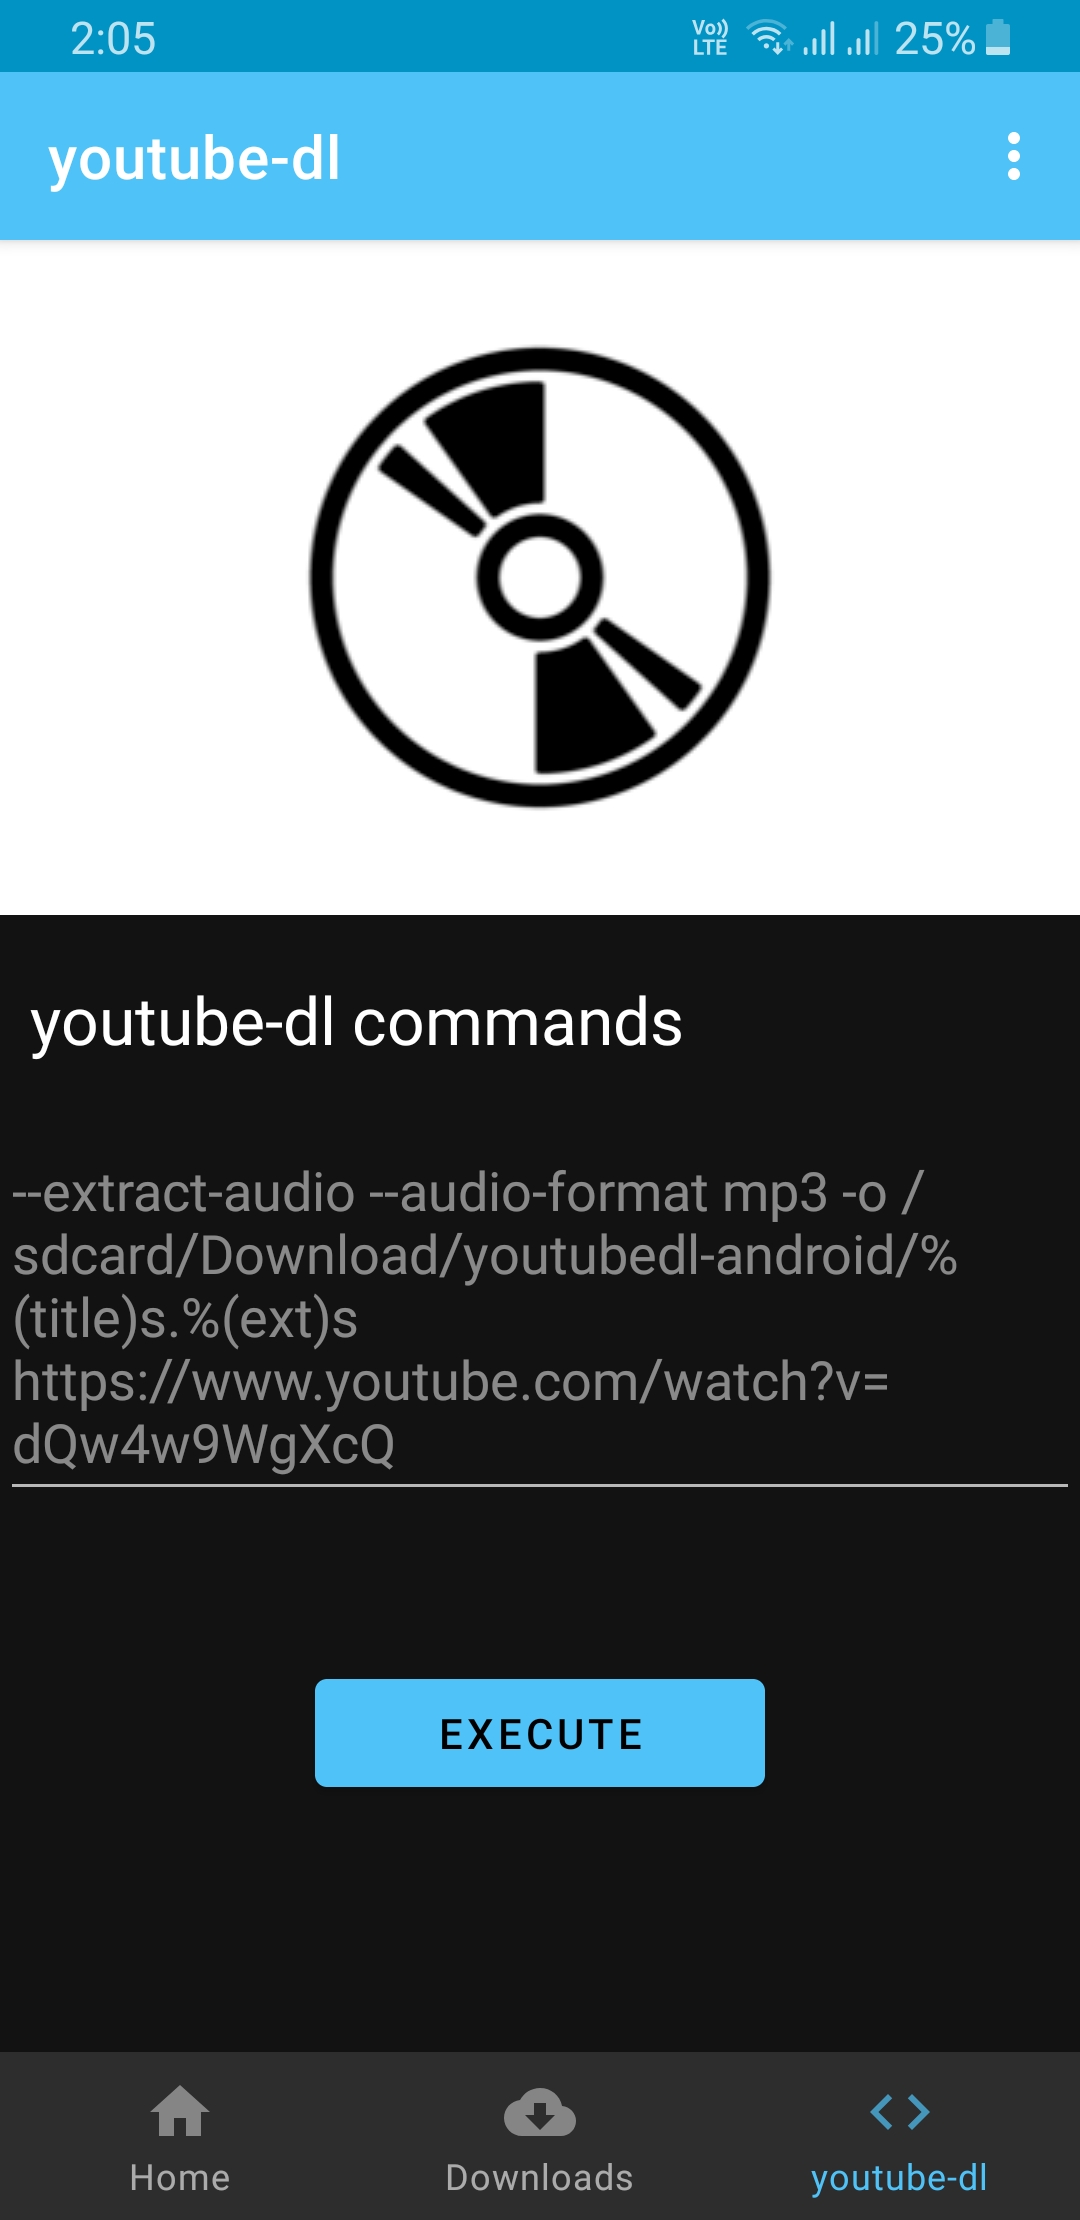 2:05 Vo)) LTE 25%
youtube-dl
youtube-dl commands
--extract-audio --audio-format mp3 -o /
sdcard/Download/youtubedl-android/%
(title)s.%(ext)s
https://www.youtube.com/watch?v=
dQw4w9WgXcQ
EXECUTE
Home Downloads youtube-dl